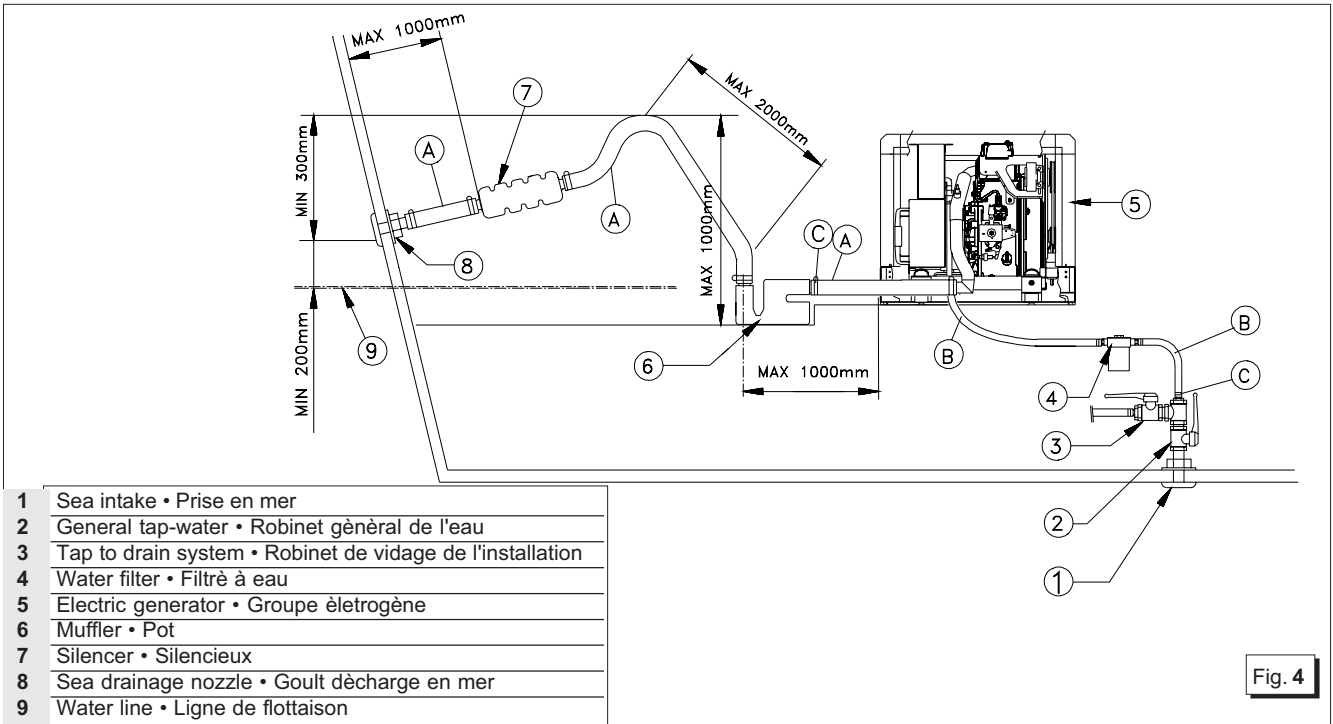 MAX 1000mm
7
MAX 2000mm
A
MIN 300mm
A
MAX 1000mm
C
A
5
8
MIN 200mm
9
6
MAX 1000mm
B
B
4
C
3
2
1
1 Sea intake • Prise en mer
2 General tap-water • Robinet gènèral de l'eau
3 Tap to drain system • Robinet de vidage de l'installation
4 Water filter • Filtrè à eau
5 Electric generator • Groupe èletrogène
6 Muffler • Pot
7 Silencer • Silencieux
8 Sea drainage nozzle • Goult dècharge en mer
9 Water line • Ligne de flottaison
Fig. 4